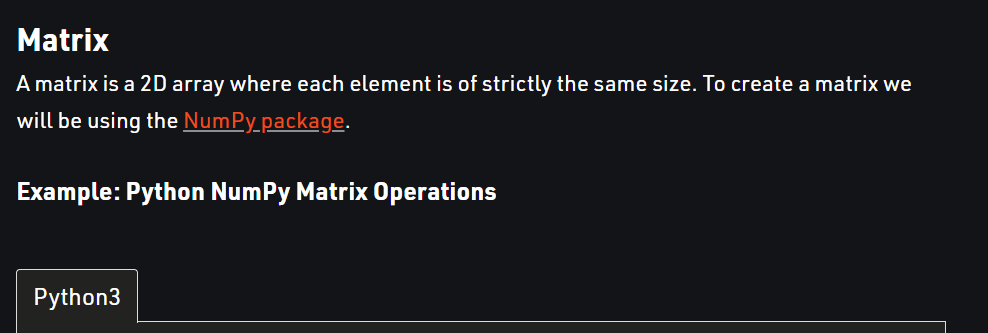 Matrix
A matrix is a 2D array where each element is of strictly the same size. To create a matrix we
will be using the NumPy package.
Example: Python NumPy Matrix Operations
Python3